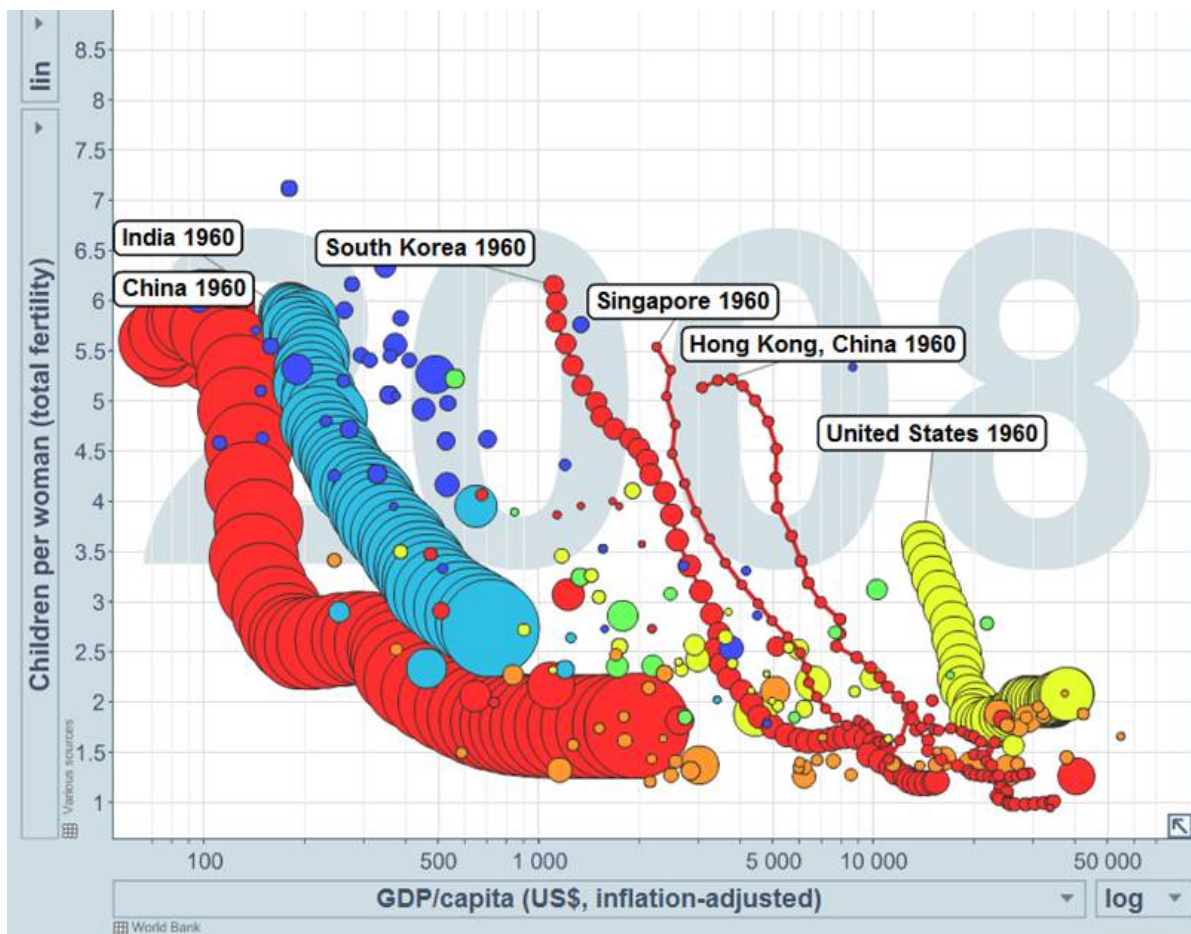 lin
Children per woman (total fertility)
Various sources
8.5
8
7.5
7
6.5
6
5.5
5
4.5
4
3.5
3
2.5
2
1.5
1
2008
India 1960
China 1960
South Korea 1960
Singapore 1960
Hong Kong, China 1960
United States 1960
100
500
1 000
5 000
10 000
50 000
GDP/capita (US$, inflation-adjusted)
log
World Bank